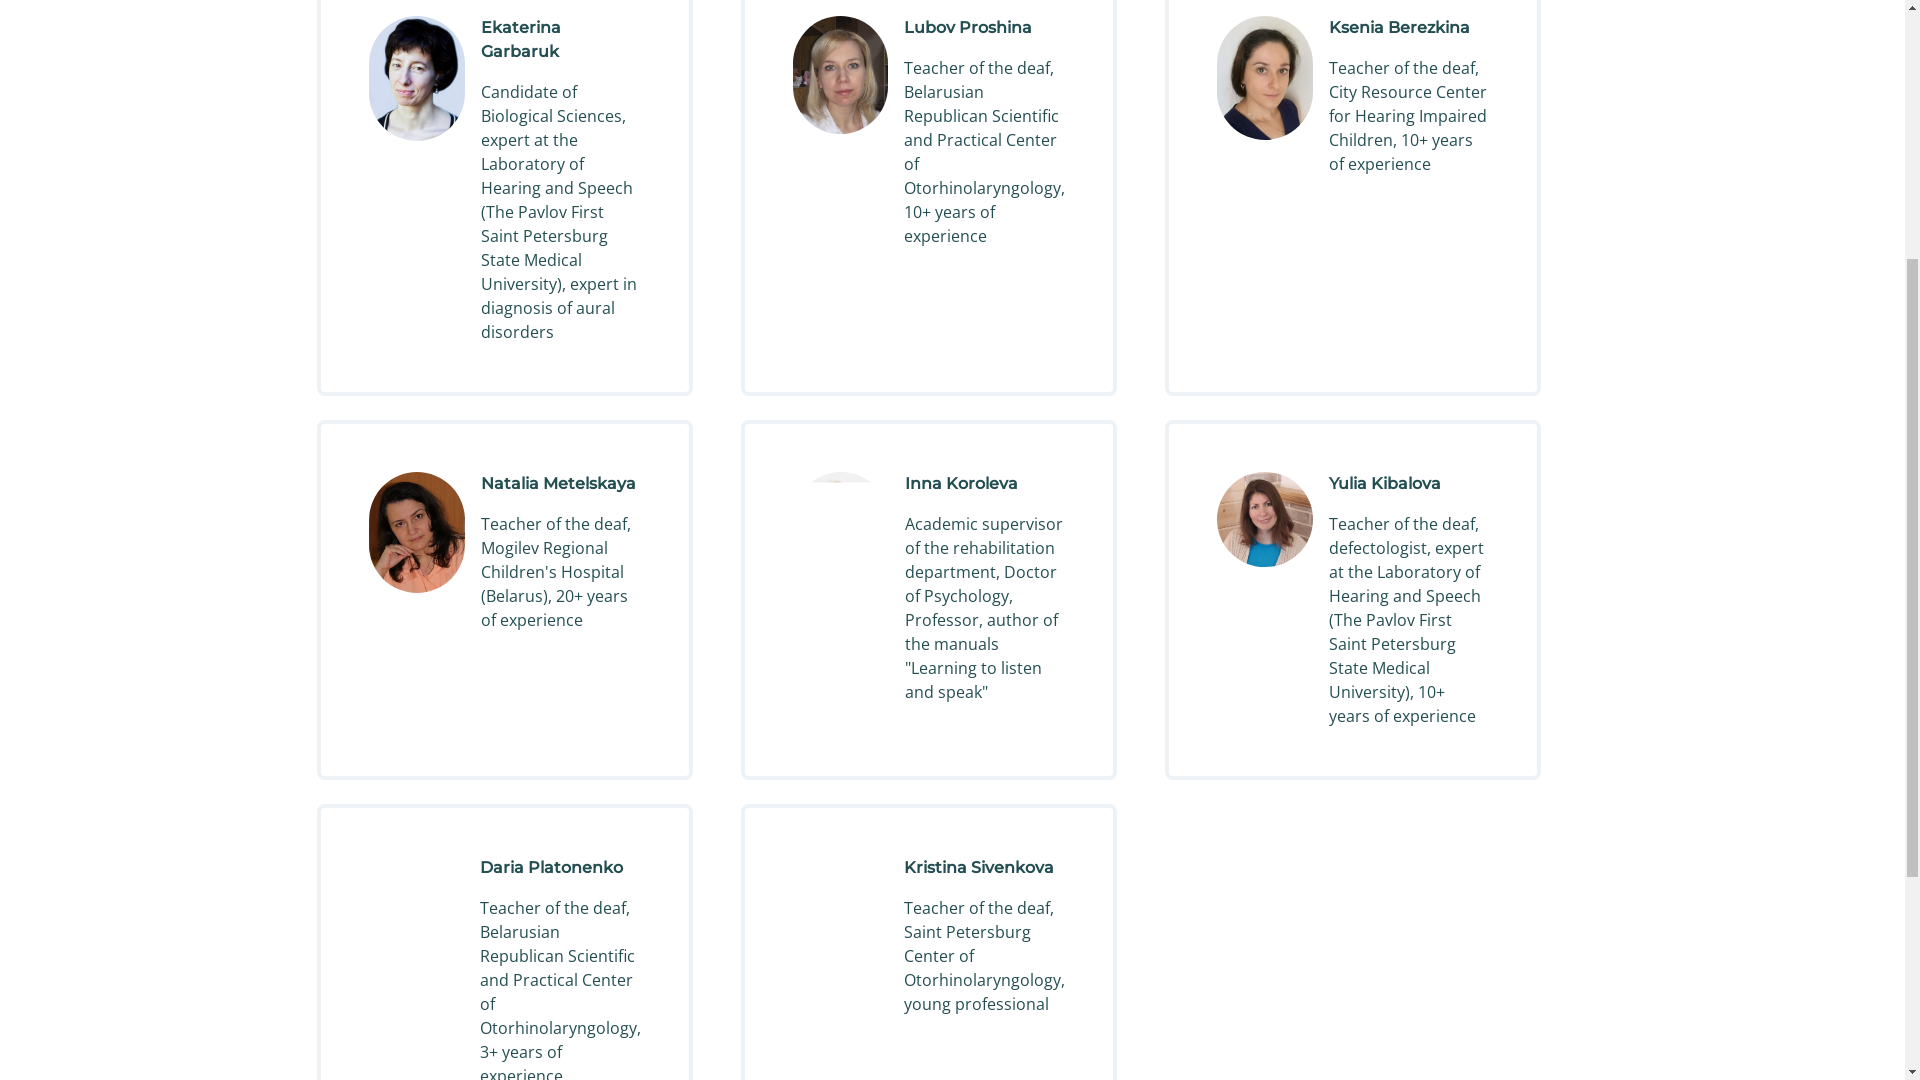 Ekaterina
Garbaruk
Candidate of
Biological Sciences,
expert at the
Laboratory of
Hearing and Speech
(The Pavlov First
Saint Petersburg
State Medical
University), expert in
diagnosis of aural
disorders
Lubov Proshina
Teacher of the deaf,
Belarusian
Republican Scientific
and Practical Center
of
Otorhinolaryngology,
10+ years of
experience
Ksenia Berezkina
Teacher of the deaf,
City Resource Center
for Hearing Impaired
Children, 10+ years
of experience
Natalia Metelskaya
Teacher of the deaf,
Mogilev Regional
Children's Hospital
(Belarus), 20+ years
of experience
Inna Koroleva
Academic supervisor
of the rehabilitation
department, Doctor
of Psychology,
Professor, author of
the manuals
"Learning to listen
and speak"
Yulia Kibalova
Teacher of the deaf,
defectologist, expert
at the Laboratory of
Hearing and Speech
(The Pavlov First
Saint Petersburg
State Medical
University), 10+
years of experience
Daria Platonenko
Teacher of the deaf,
Belarusian
Republican Scientific
and Practical Center
of
Otorhinolaryngology,
3+ years of
experience
Kristina Sivenkova
Teacher of the deaf,
Saint Petersburg
Center of
Otorhinolaryngology,
young professional